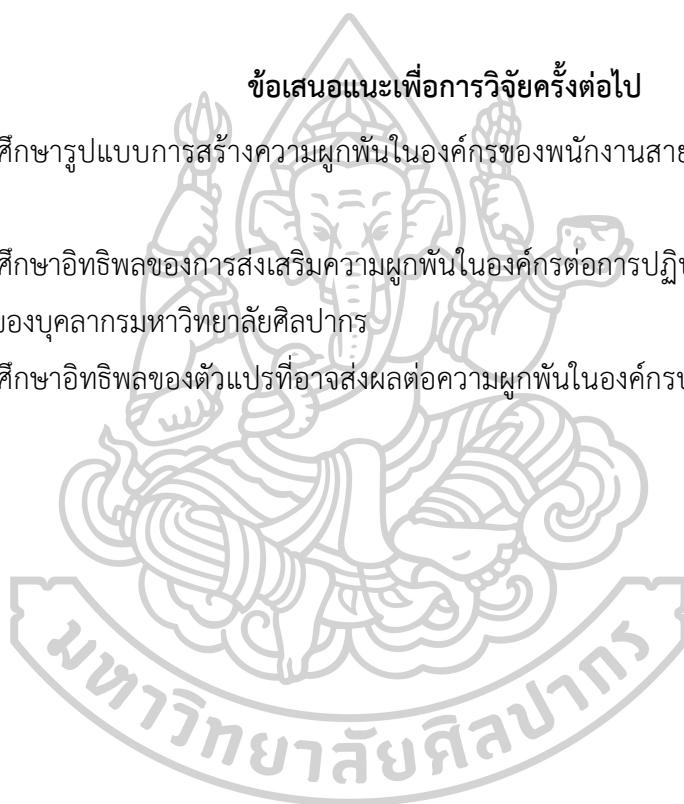 ข้อเสนอแนะเพื่อการวิจัยครั้งต่อไป
ศึกษารูปแบบการสร้างความผูกพันในองค์กรของพนักงานสาย
ศึกษาอิทธิพลของการส่งเสริมความผูกพันในองค์กรต่อการปฏิ
ของบุคลากรมหาวิทยาลัยศิลปากร
ศึกษาอิทธิพลของตัวแปรที่อาจส่งผลต่อความผูกพันในองค์กร
มหาวิทยาลัยศิลปากร